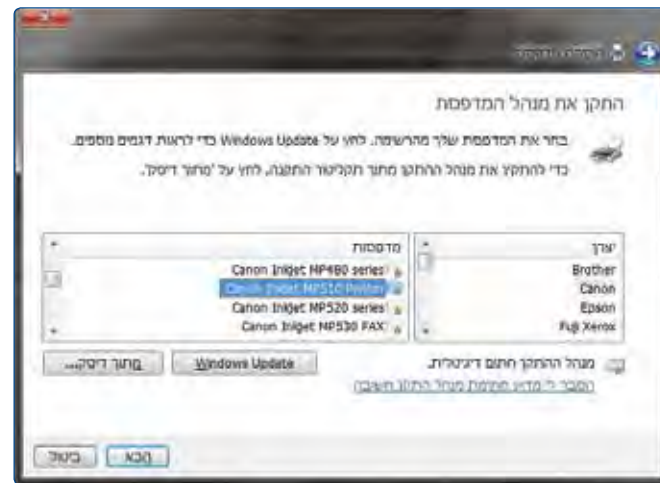 הוספת מדפסת
התקן את מנהל המדפסת
בחר את המדפסת שלך מהרשימה. לחץ על Windows Update כדי לראות דגמים נוספים.
כדי להתקין את מנהל ההתקן מתוך תקליטור התקנה, לחץ על 'מתוך דיסק'.
יצרן
Brother
Canon
Epson
Fuji Xerox
מדפסות
Canon Inkjet MP480 series
Canon Inkjet MP510 Printer
Canon Inkjet MP520 series
Canon Inkjet MP530 FAX
מנהל ההתקן חתום דיגיטלית.
הסבר לי מדוע חתימת מנהל התקן חשובה
Windows Update
מתוך דיסק...
הבא
ביטול